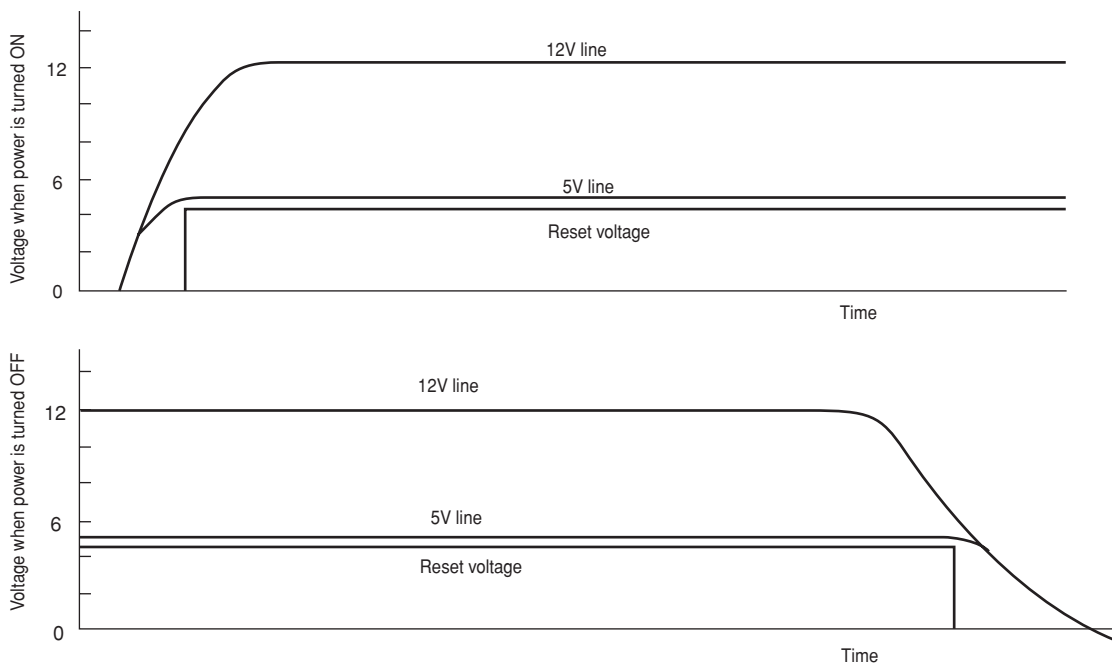 Voltage when power is turned ON
12
6
0
12V line
5V line
Reset voltage
Time
Voltage when power is turned OFF
12
6
0
12V line
5V line
Reset voltage
Time